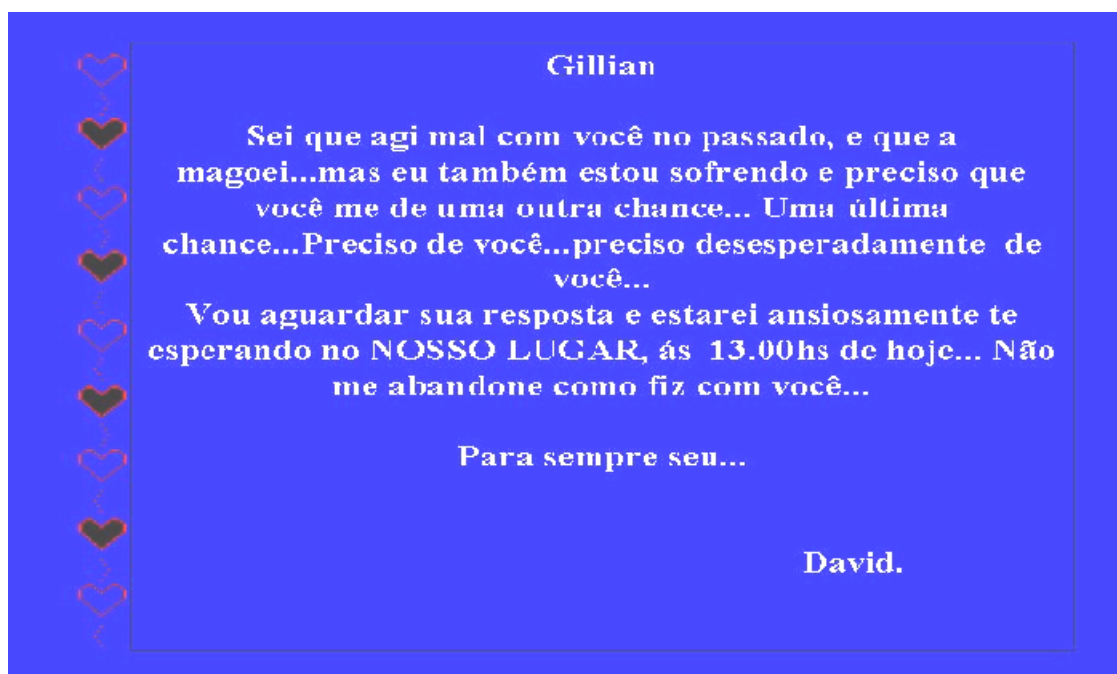 Gillian
Sei que agi mal com você no passado, e que a
magoei...mas eu também estou sofrendo e preciso que
você me de uma outra chance... Uma última
chance...Preciso de você...preciso desesperadamente de
você...
Vou aguardar sua resposta e estarei ansiosamente te
esperando no NOSSO LUGAR, ás 13.00hs de hoje... Não
me abandone como fiz com você...
Para sempre seu...
David.